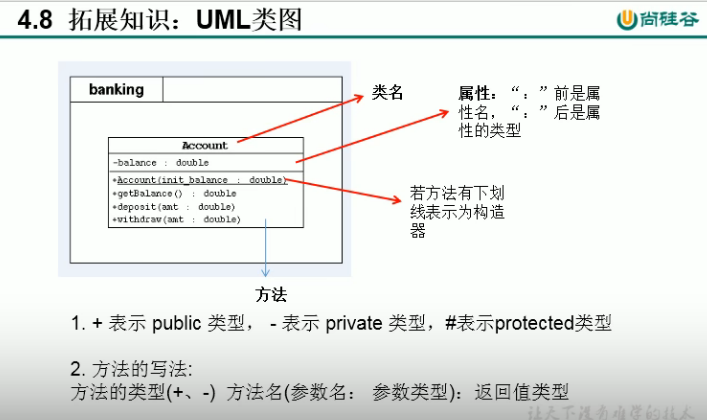 4.8 拓展知识：UML类图
尚硅谷
banking
类名
属性：“：”前是属
性名，“：”后是属
性的类型
Account
-balance : double
+Account(init_balance : double)
+getBalance() : double
+deposit(amt : double)
+withdraw(amt : double)
若方法有下划
线表示为构造
器
方法
1. + 表示 public 类型， - 表示 private 类型，#表示protected类型
2. 方法的写法:
方法的类型(+、-) 方法名(参数名： 参数类型)：返回值类型
让天下没有难学的技术